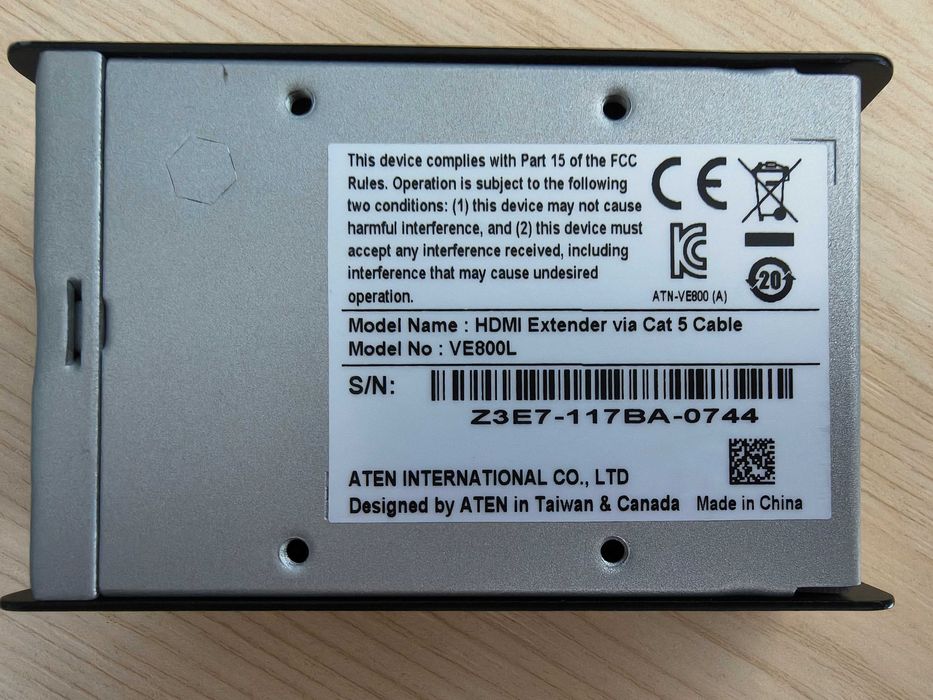 This device complies with Part 15 of the FCC
Rules. Operation is subject to the following
two conditions: (1) this device may not cause
harmful interference, and (2) this device must
accept any interference received, including
interference that may cause undesired
operation.
CE
KC
ATN-VE800 (A)
20
Model Name : HDMI Extender via Cat 5 Cable
Model No : VE800L
S/N:
Z3E7-117BA-0744
ATEN INTERNATIONAL CO., LTD
Designed by ATEN in Taiwan & Canada
Made in China